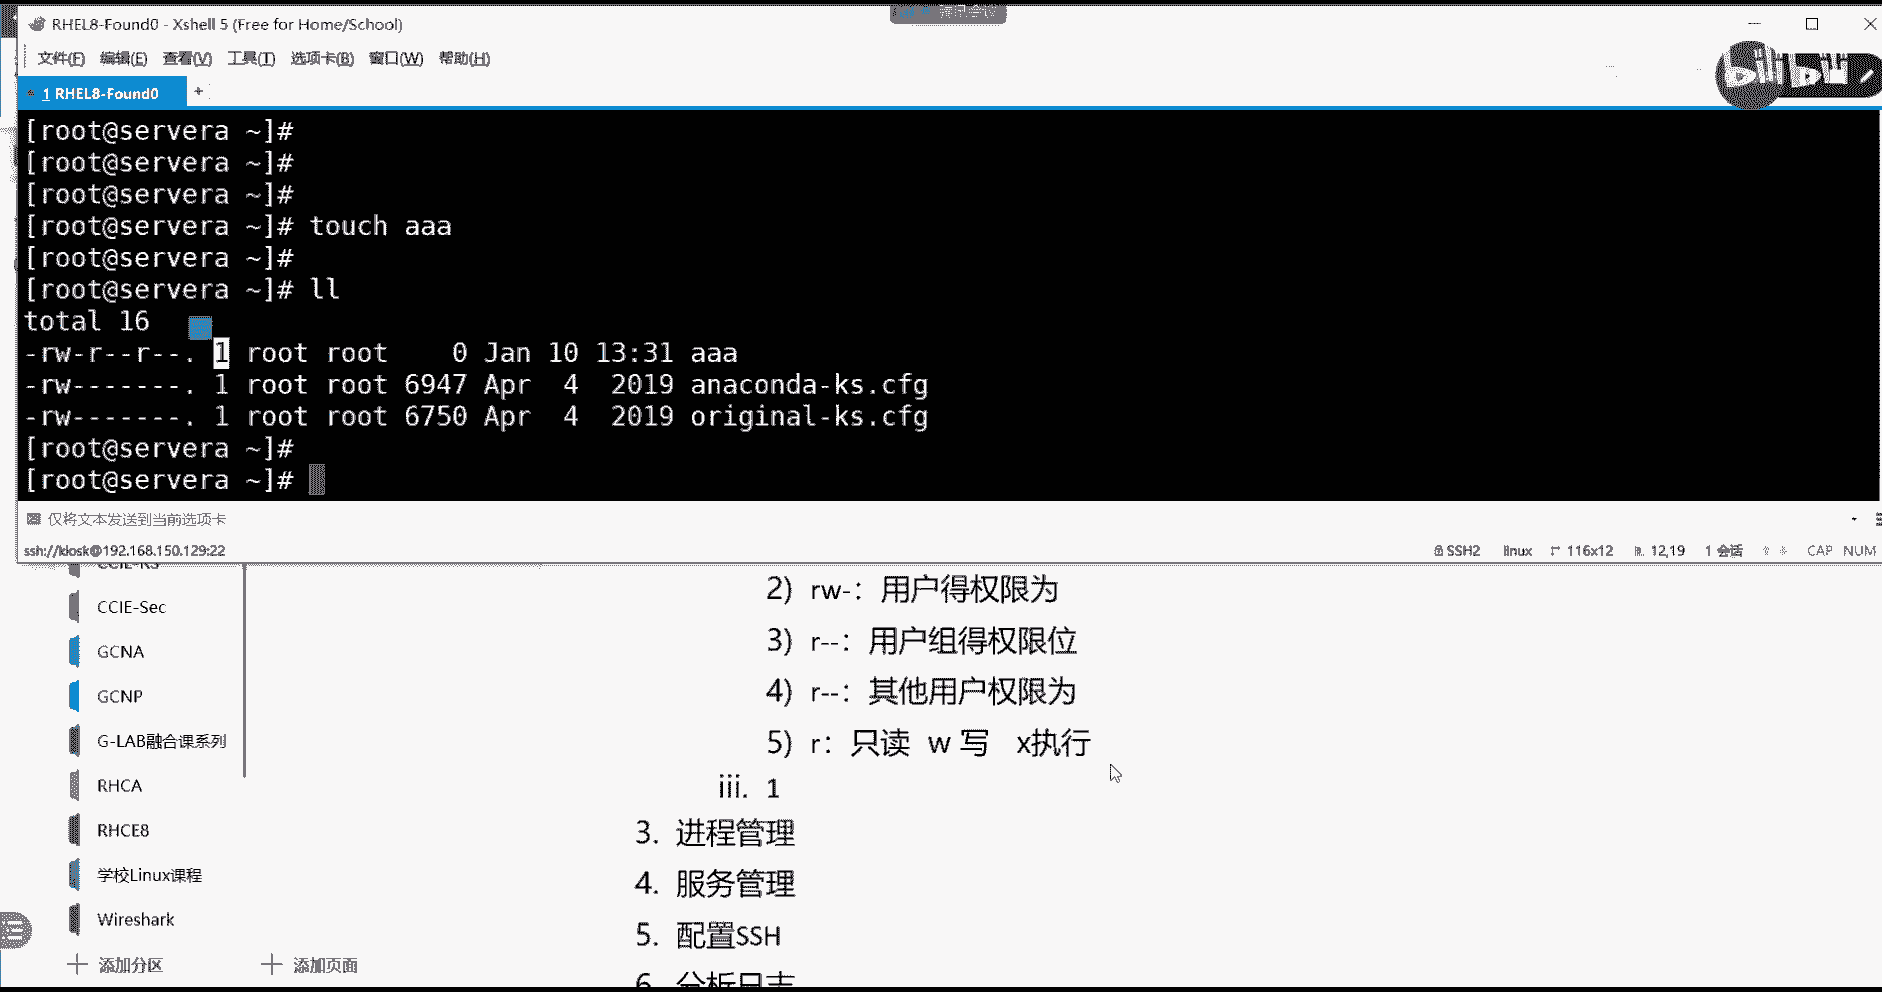 腾讯会议
RHEL8-Found0 - Xshell 5 (Free for Home/School)
文件(F) 编辑(E) 查看(V) 工具(T) 选项卡(B) 窗口(W) 帮助(H)
bilibili
1 RHEL8-Found0 +
[root@servera ~]#
[root@servera ~]#
[root@servera ~]#
[root@servera ~]# touch aaa
[root@servera ~]#
[root@servera ~]# ll
total 16
-rw-r--r--. 1 root root    0 Jan 10 13:31 aaa
-rw-------. 1 root root 6947 Apr  4  2019 anaconda-ks.cfg
-rw-------. 1 root root 6750 Apr  4  2019 original-ks.cfg
[root@servera ~]#
[root@servera ~]#
仅将文本发送到当前选项卡
ssh://kiosk@192.168.150.129:22 SSH2 linux 116x12 12,19 1 会话 CAP NUM
CCIE-Sec
GCNA
GCNP
G-LAB融合课系列
RHCA
RHCE8
学校Linux课程
Wireshark
添加分区 添加页面
2) rw-：用户得权限为
3) r--：用户组得权限位
4) r--：其他用户权限为
5) r：只读 w 写 x执行
iii. 1
3. 进程管理
4. 服务管理
5. 配置SSH
6. 分析日志